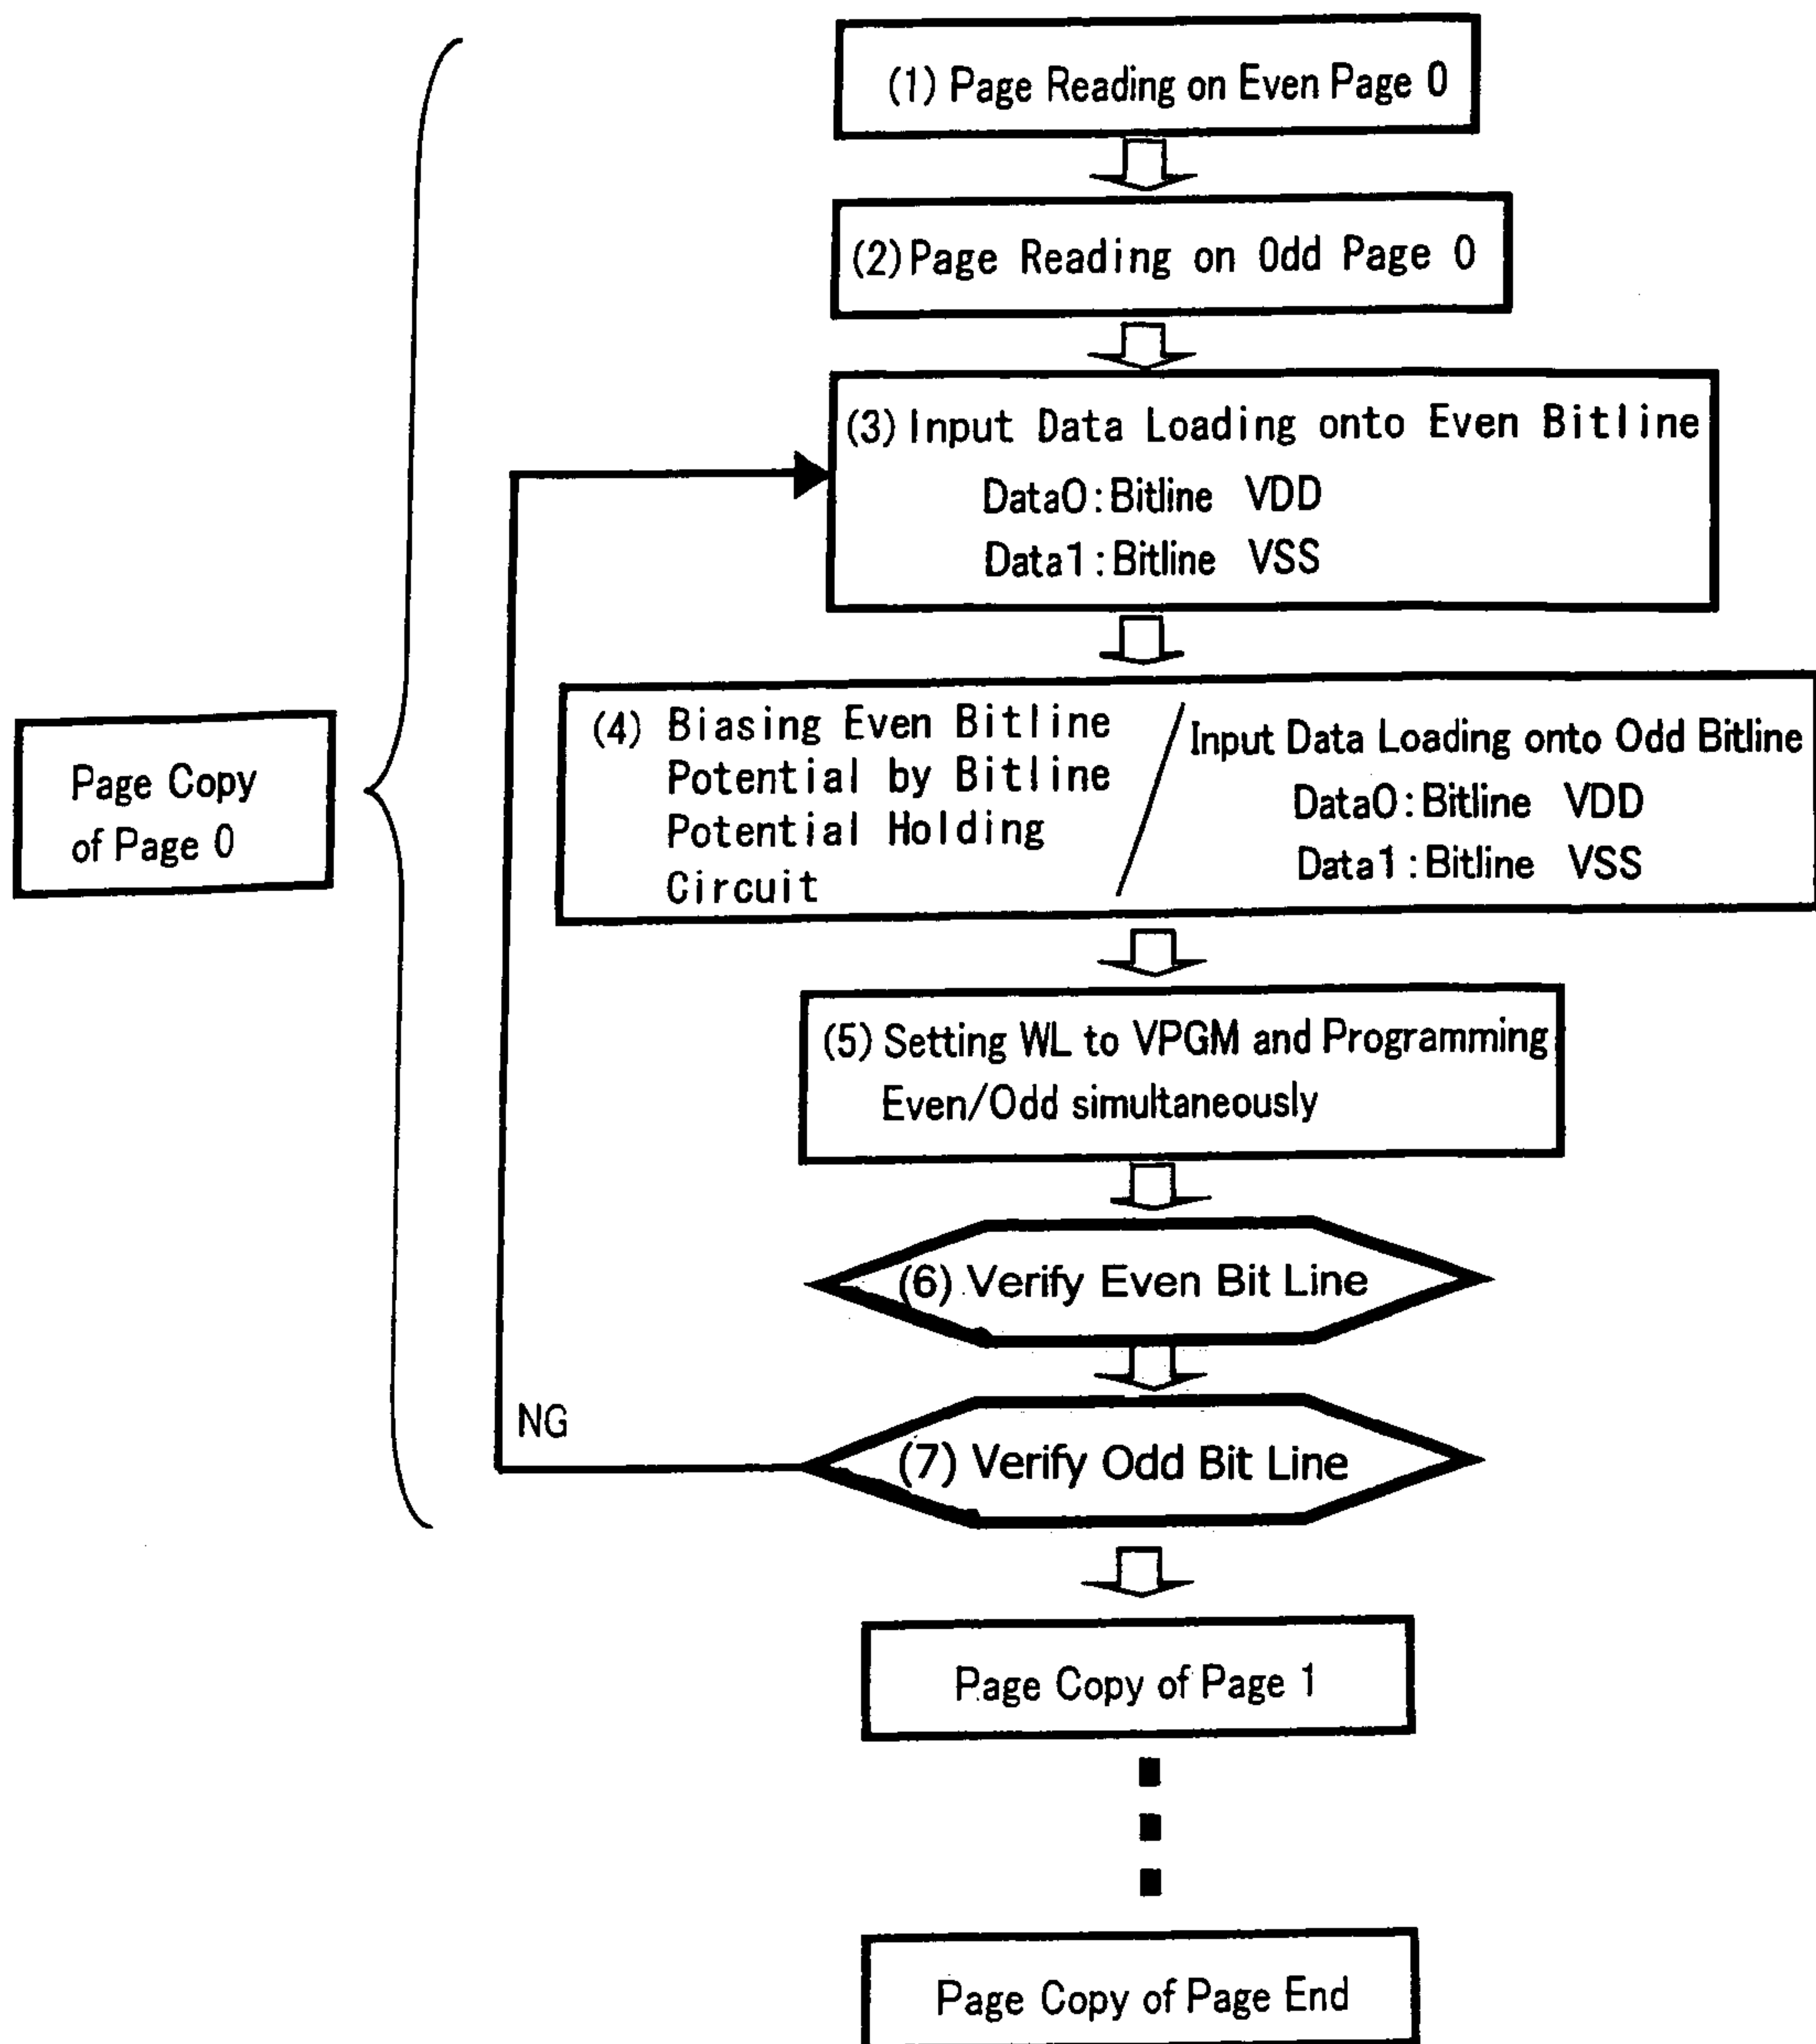 (1) Page Reading on Even Page 0
(2) Page Reading on Odd Page 0
(3) Input Data Loading onto Even Bitline
Data0:Bitline VDD
Data1:Bitline VSS
(4) Biasing Even Bitline
Potential by Bitline
Potential Holding
Circuit
/
Input Data Loading onto Odd Bitline
Data0:Bitline VDD
Data1:Bitline VSS
Page Copy
of Page 0
(5) Setting WL to VPGM and Programming
Even/Odd simultaneously
(6) Verify Even Bit Line
NG
(7) Verify Odd Bit Line
Page Copy of Page 1
Page Copy of Page End